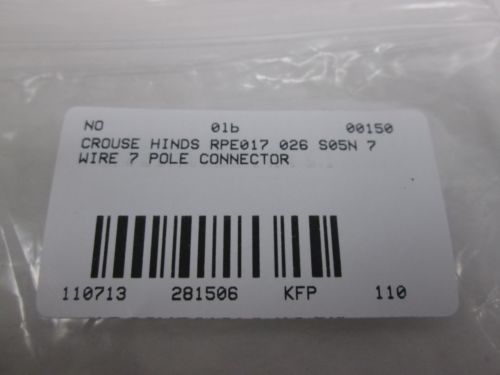 NO 01b 00150
CROUSE HINDS RPE017 026 S05N 7
WIRE 7 POLE CONNECTOR
110713 281506 KFP 110